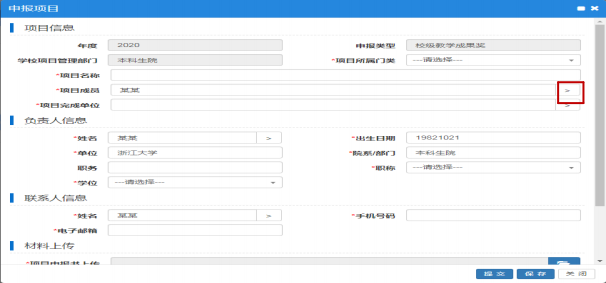 申报项目
项目信息
年度 2020 申报类型 校级教学成果奖
学校项目管理部门 本科生院 *项目所属门类 ---请选择---
*项目名称
*项目成员 某某 >
*项目完成单位 >
负责人信息
*姓名 某某 > *出生日期 19821021
*单位 浙江大学 *院系/部门 本科生院
职务 *职称 ---请选择---
*学位 ---请选择---
联系人信息
*姓名 某某 > *手机号码
*电子邮箱
材料上传
*项目申报书上传
提交 保存 关闭